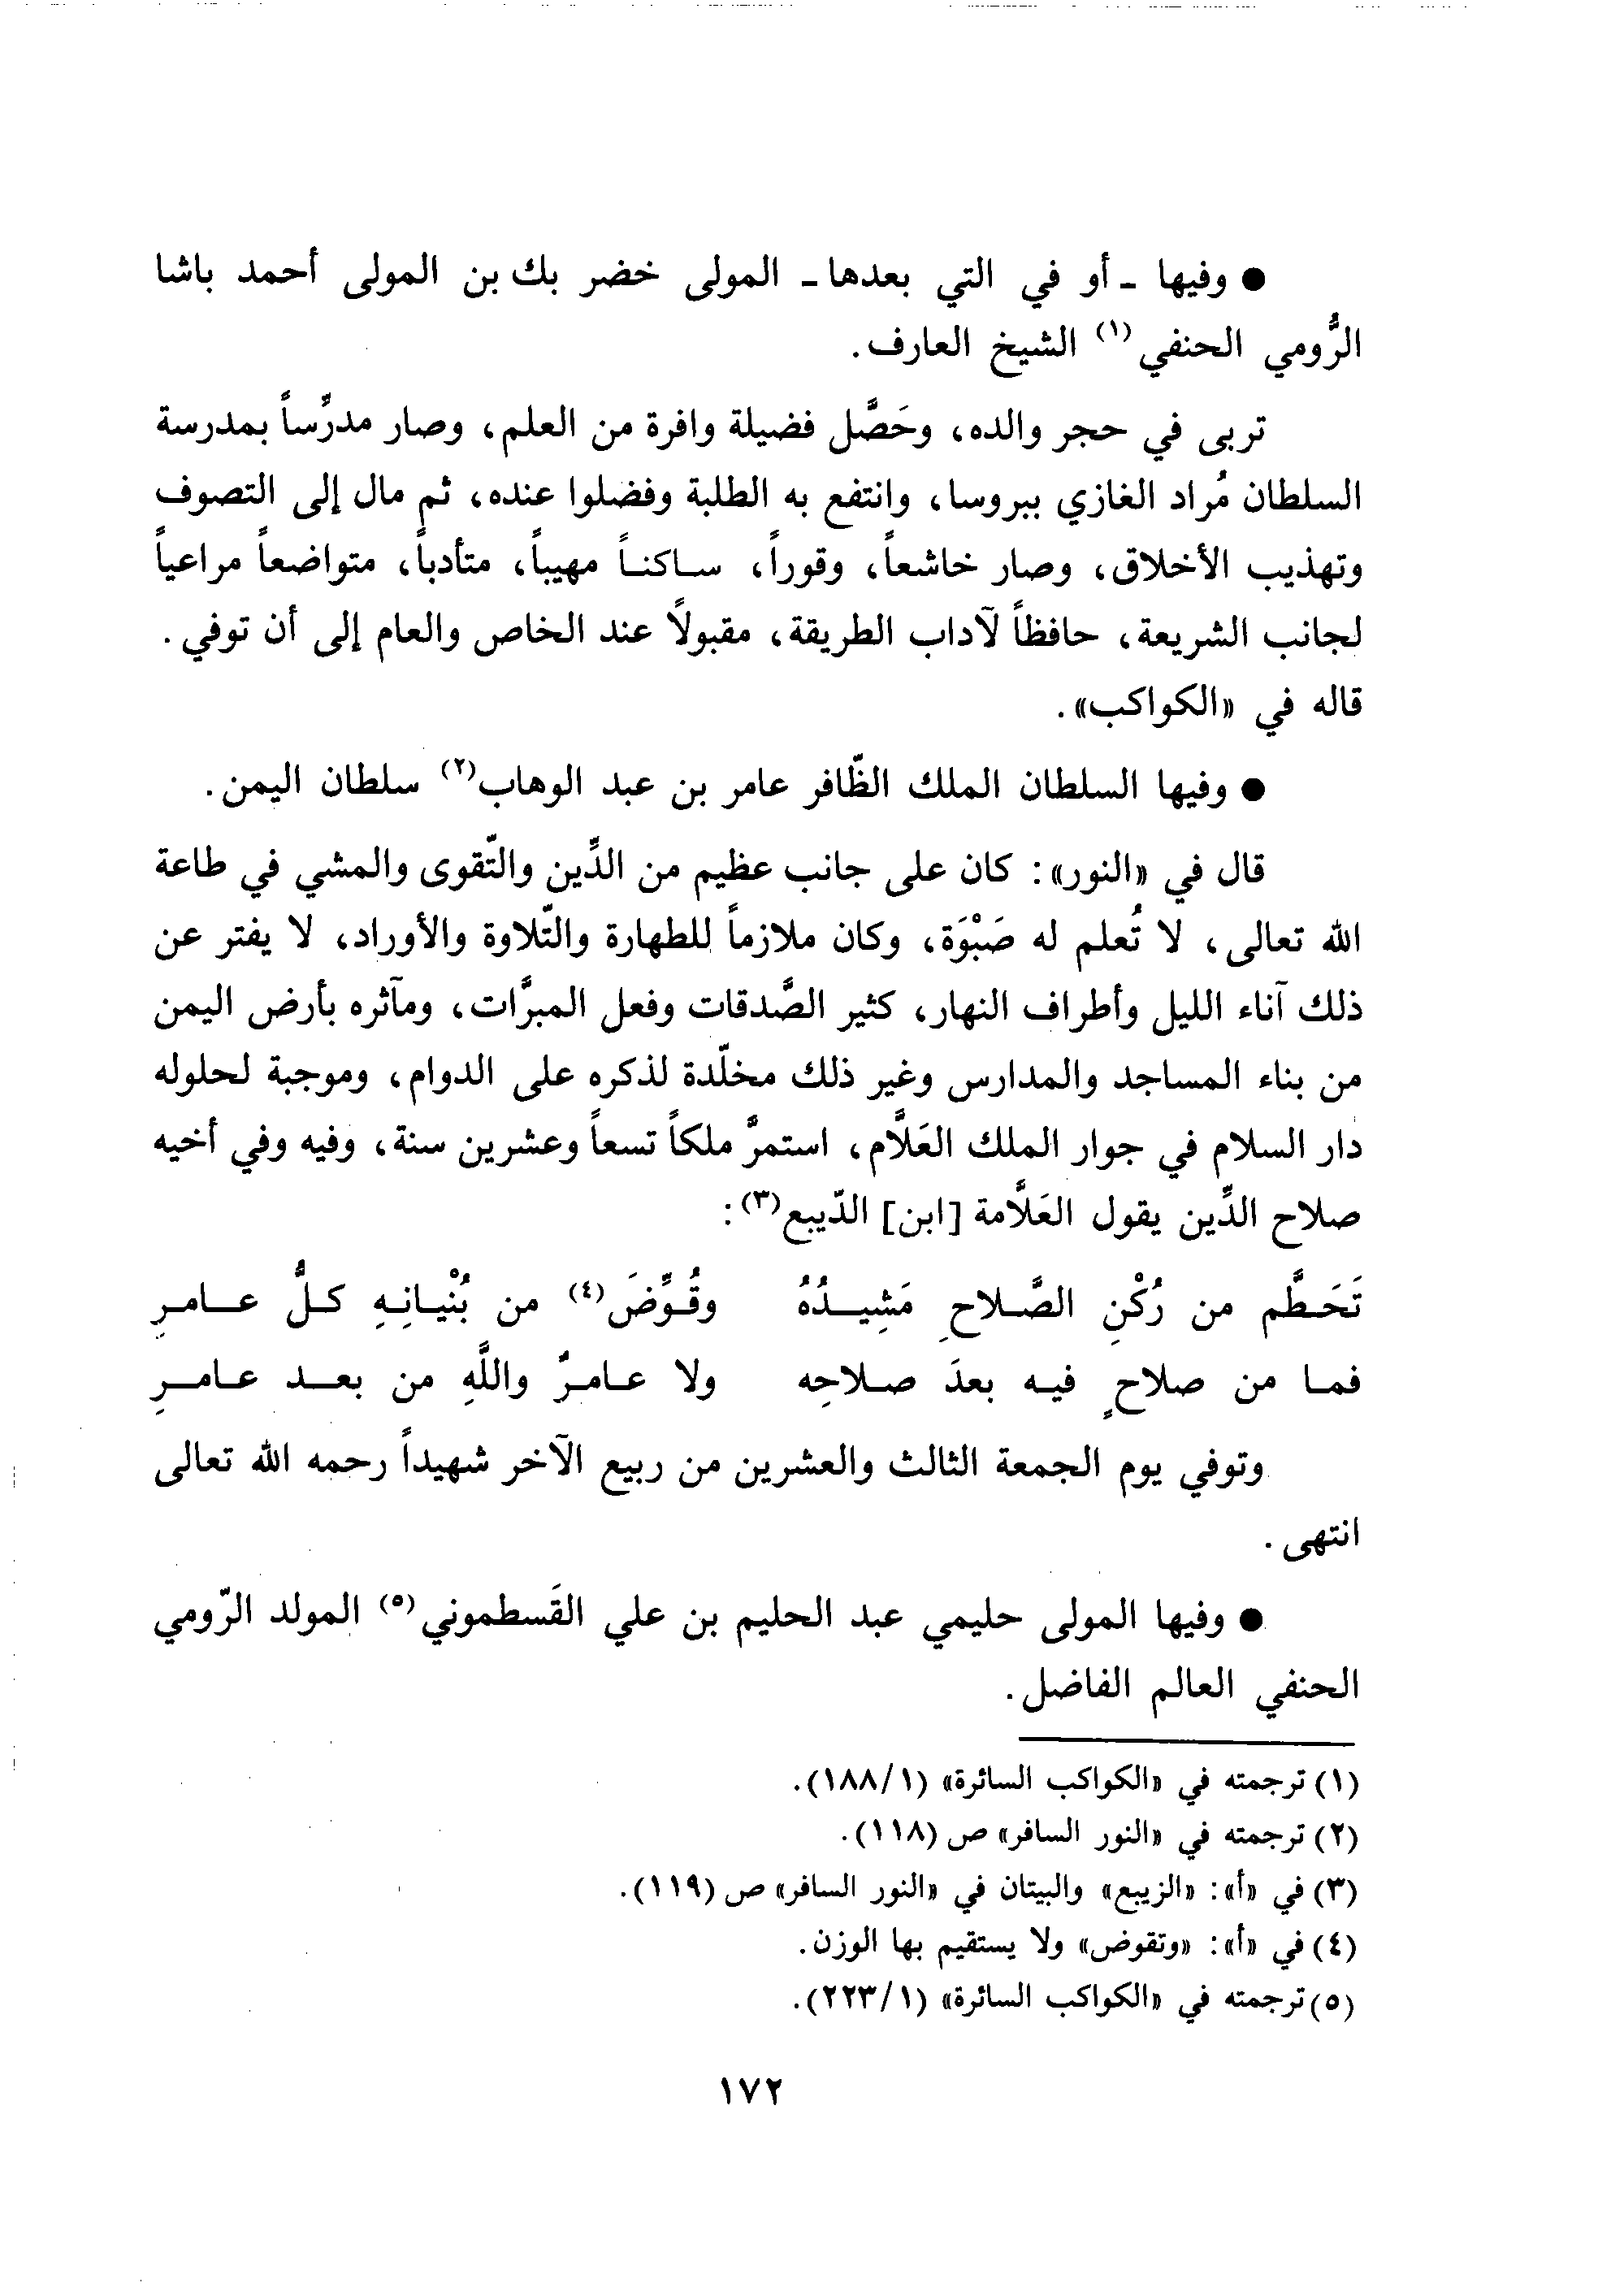 ● وفيها ـ أو في التي بعدها ـ المولى خضر بك بن المولى أحمد باشا
الرُّومي الحنفي(١) الشيخ العارف.
تربى في حجر والده، وحَصَّل فضيلة وافرة من العلم، وصار مدرِّساً بمدرسة
السلطان مُراد الغازي ببروسا، وانتفع به الطلبة وفضلوا عنده، ثم مال إلى التصوف
وتهذيب الأخلاق، وصار خاشعاً، وقوراً، ساكناً مهيباً، متأدباً، متواضعاً مراعياً
لجانب الشريعة، حافظاً لآداب الطريقة، مقبولاً عند الخاص والعام إلى أن توفي.
قاله في «الكواكب».
● وفيها السلطان الملك الظّافر عامر بن عبد الوهاب(٢) سلطان اليمن.
قال في «النور»: كان على جانب عظيم من الدِّين والتّقوى والمشي في طاعة
الله تعالى، لا تُعلم له صَبْوَة، وكان ملازماً للطهارة والتّلاوة والأوراد، لا يفتر عن
ذلك آناء الليل وأطراف النهار، كثير الصَّدقات وفعل المبرَّات، ومآثره بأرض اليمن
من بناء المساجد والمدارس وغير ذلك مخلّدة لذكره على الدوام، وموجبة لحلوله
دار السلام في جوار الملك العَلَّام، استمرَّ ملكاً تسعاً وعشرين سنة، وفيه وفي أخيه
صلاح الدِّين يقول العَلَّامة [ابن] الدّيبع(٣):
تَحَطَّم من رُكْنِ الصَّلاحِ مَشِيدُهُ وقُوِّضَ(٤) من بُنْيانِهِ كلُّ عامرِ
فما من صلاحٍ فيه بعدَ صلاحِه ولا عامرٌ واللَّهِ من بعد عامرِ
وتوفي يوم الجمعة الثالث والعشرين من ربيع الآخر شهيداً رحمه الله تعالى
انتهى.
● وفيها المولى حليمي عبد الحليم بن علي القَسطموني(٥) المولد الرّومي
الحنفي العالم الفاضل.
(١) ترجمته في «الكواكب السائرة» (١/١٨٨).
(٢) ترجمته في «النور السافر» ص (١١٨).
(٣) في «أ»: «الزيبع» والبيتان في «النور السافر» ص (١١٩).
(٤) في «أ»: «وتقوض» ولا يستقيم بها الوزن.
(٥) ترجمته في «الكواكب السائرة» (١/٢٢٣).
١٧٢